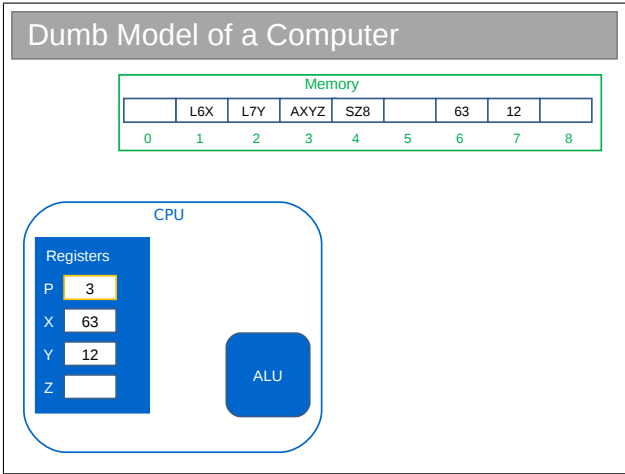 Dumb Model of a Computer
Memory
L6X L7Y AXYZ SZ8 63 12
0 1 2 3 4 5 6 7 8
CPU
Registers
P 3
X 63
Y 12
Z
ALU